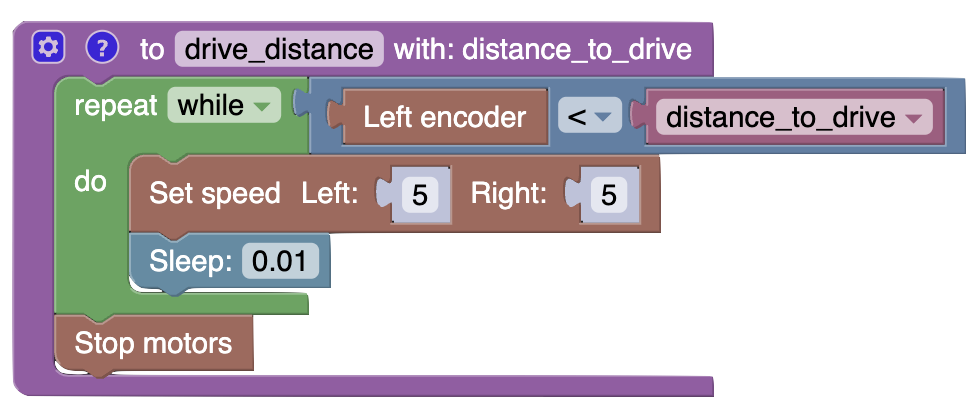 ? to drive_distance with: distance_to_drive
repeat while Left encoder < distance_to_drive
do Set speed Left: 5 Right: 5
Sleep: 0.01
Stop motors